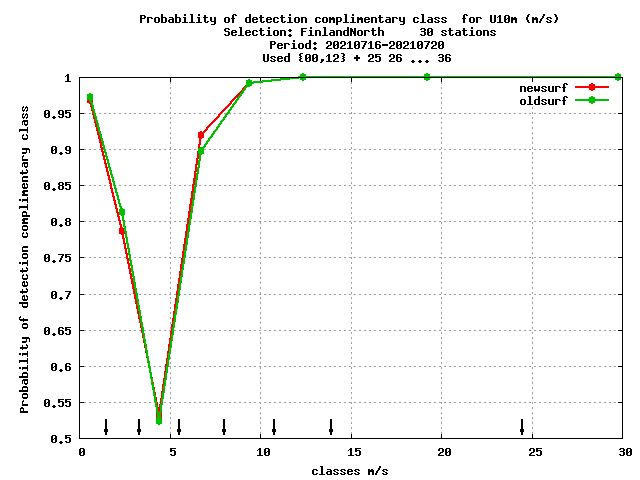 Probability of detection complimentary class  for U10m (m/s)
Selection: FinlandNorth     30 stations
Period: 20210716-20210720
Used {00,12} + 25 26 ... 36
newsurf
oldsurf
Probability of detection complimentary class
1
0.95
0.9
0.85
0.8
0.75
0.7
0.65
0.6
0.55
0.5
0 5 10 15 20 25 30
classes m/s